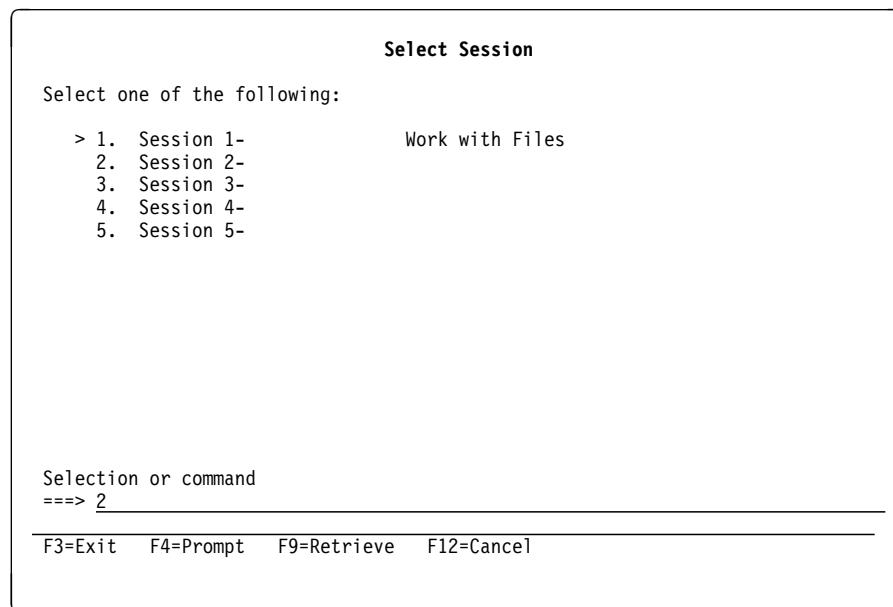 Select Session
Select one of the following:
> 1. Session 1- Work with Files
2. Session 2-
3. Session 3-
4. Session 4-
5. Session 5-
Selection or command
===> 2
F3=Exit F4=Prompt F9=Retrieve F12=Cancel